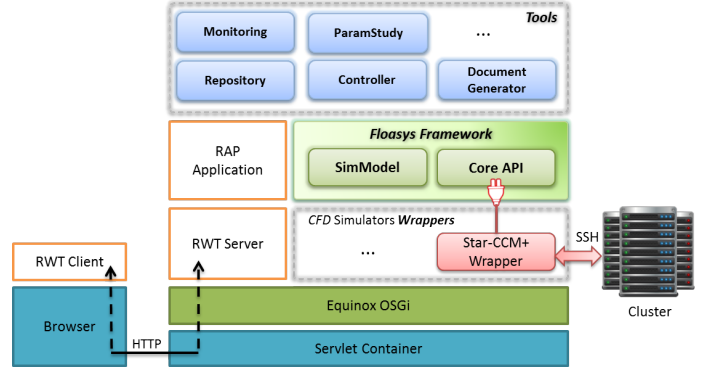 Tools
Monitoring
ParamStudy
...
Repository
Controller
Document
Generator
RAP
Application
Floasys Framework
SimModel
Core API
RWT Server
CFD Simulators Wrappers
...
Star-CCM+
Wrapper
SSH
Cluster
RWT Client
Browser
HTTP
Equinox OSGi
Servlet Container